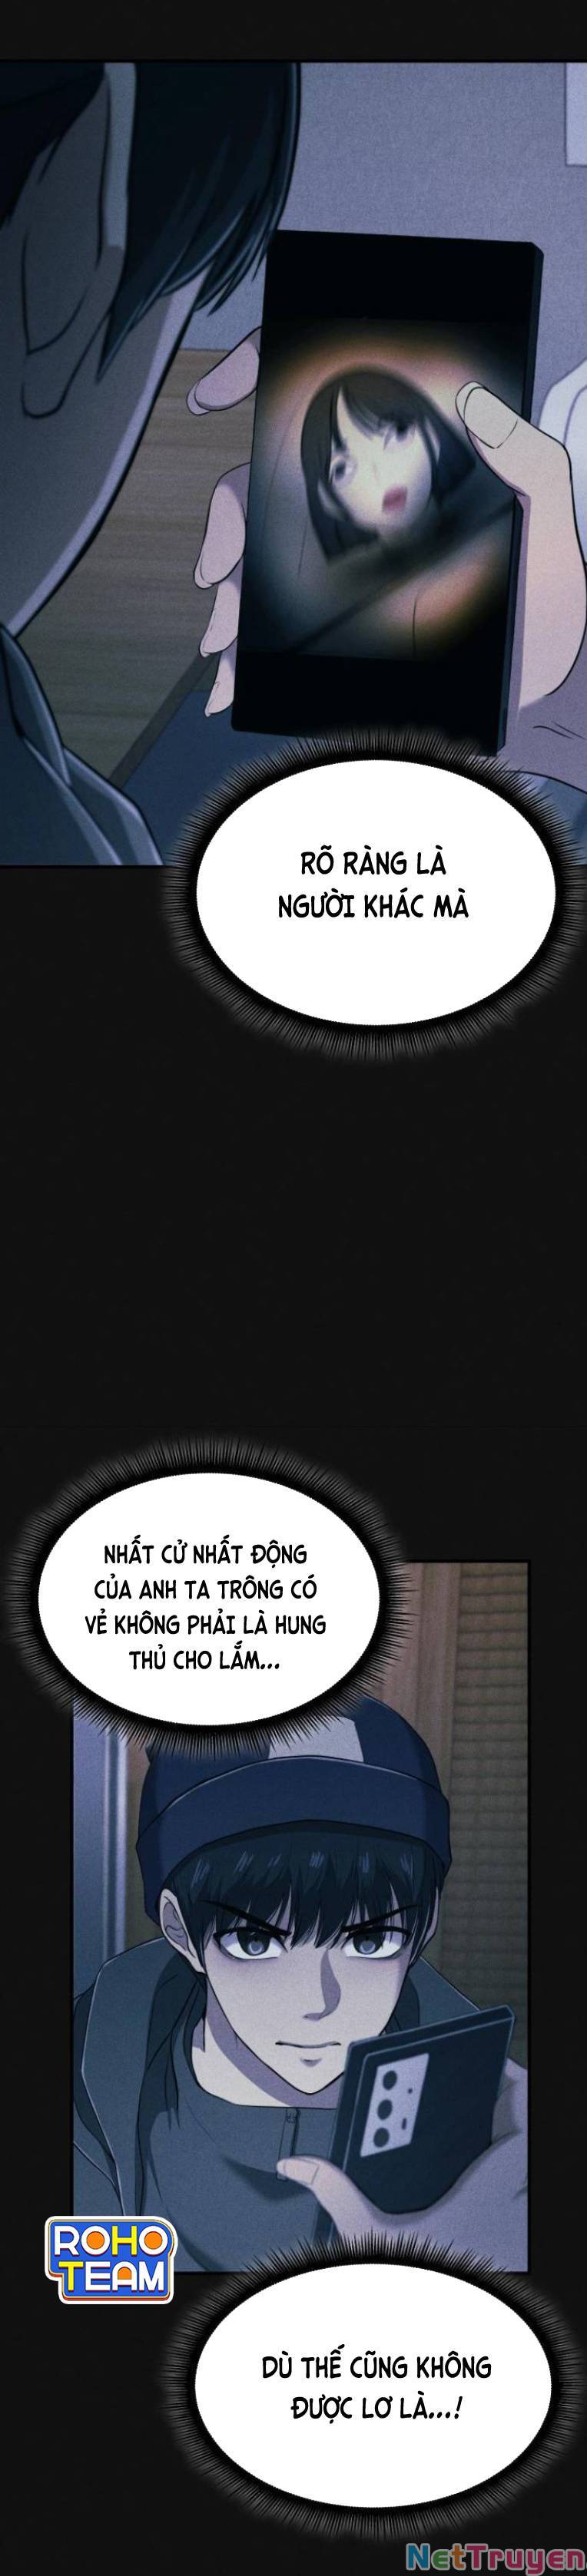 RÕ RÀNG LÀ
NGƯỜI KHÁC MÀ
NHẤT CỬ NHẤT ĐỘNG
CỦA ANH TA TRÔNG CÓ
VẺ KHÔNG PHẢI LÀ HUNG
THỦ CHO LẮM...
ROHO
TEAM
DÙ THẾ CŨNG KHÔNG
ĐƯỢC LƠ LÀ...!
NetTruyen